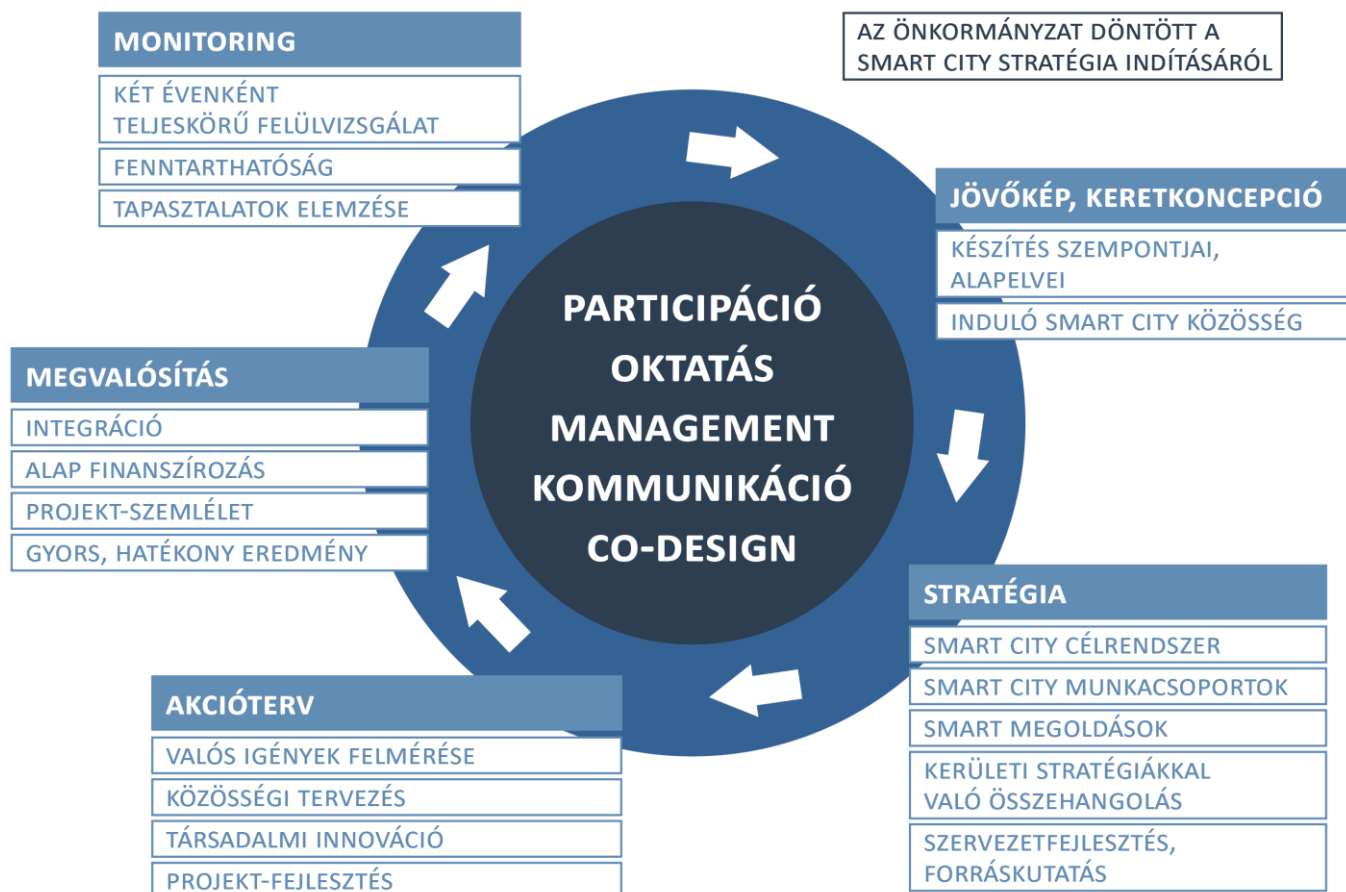 MONITORING
KÉT ÉVENKÉNT
TELJESKÖRŰ FELÜLVIZSGÁLAT
FENNTARTHATÓSÁG
TAPASZTALATOK ELEMZÉSE
AZ ÖNKORMÁNYZAT DÖNTÖTT A
SMART CITY STRATÉGIA INDÍTÁSÁRÓL
JÖVŐKÉP, KERETKONCEPCIÓ
KÉSZÍTÉS SZEMPONTJAI,
ALAPELVEI
INDULÓ SMART CITY KÖZÖSSÉG
PARTICIPÁCIÓ
OKTATÁS
MANAGEMENT
KOMMUNIKÁCIÓ
CO-DESIGN
MEGVALÓSÍTÁS
INTEGRÁCIÓ
ALAP FINANSZÍROZÁS
PROJEKT-SZEMLÉLET
GYORS, HATÉKONY EREDMÉNY
STRATÉGIA
SMART CITY CÉLRENDSZER
SMART CITY MUNKACSOPORTOK
SMART MEGOLDÁSOK
KERÜLETI STRATÉGIÁKKAL
VALÓ ÖSSZEHANGOLÁS
SZERVEZETFEJLESZTÉS,
FORRÁSKUTATÁS
AKCIÓTERV
VALÓS IGÉNYEK FELMÉRÉSE
KÖZÖSSÉGI TERVEZÉS
TÁRSADALMI INNOVÁCIÓ
PROJEKT-FEJLESZTÉS